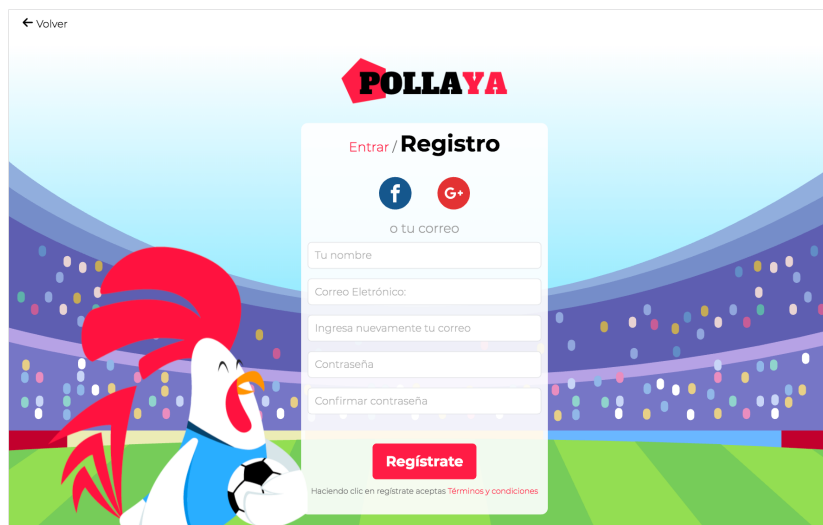 ← Volver
POLLAYA
Entrar / Registro
f G+
o tu correo
Tu nombre
Correo Eletrónico:
Ingresa nuevamente tu correo
Contraseña
Confirmar contraseña
Regístrate
Haciendo clic en regístrate aceptas Términos y condiciones